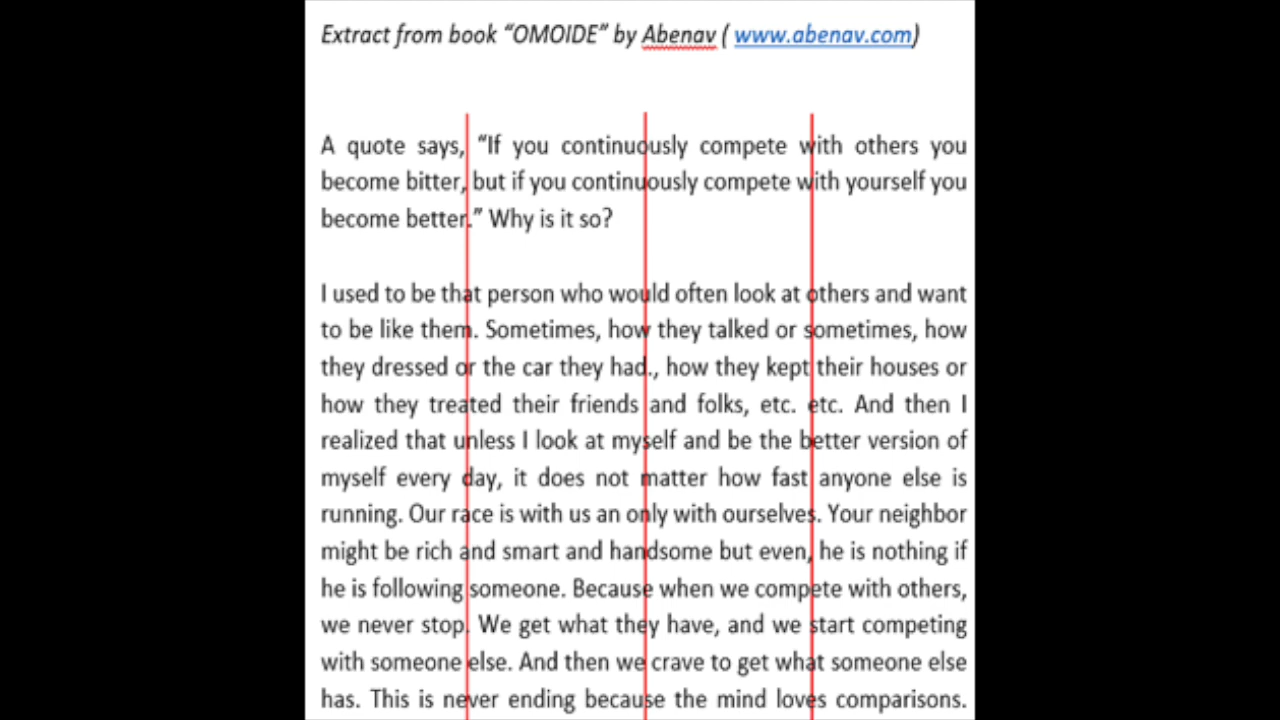 Extract from book “OMOIDE” by Abenav ( www.abenav.com)
A quote says, “If you continuously compete with others you
become bitter, but if you continuously compete with yourself you
become better.” Why is it so?
I used to be that person who would often look at others and want
to be like them. Sometimes, how they talked or sometimes, how
they dressed or the car they had., how they kept their houses or
how they treated their friends and folks, etc. etc. And then I
realized that unless I look at myself and be the better version of
myself every day, it does not matter how fast anyone else is
running. Our race is with us an only with ourselves. Your neighbor
might be rich and smart and handsome but even, he is nothing if
he is following someone. Because when we compete with others,
we never stop. We get what they have, and we start competing
with someone else. And then we crave to get what someone else
has. This is never ending because the mind loves comparisons.